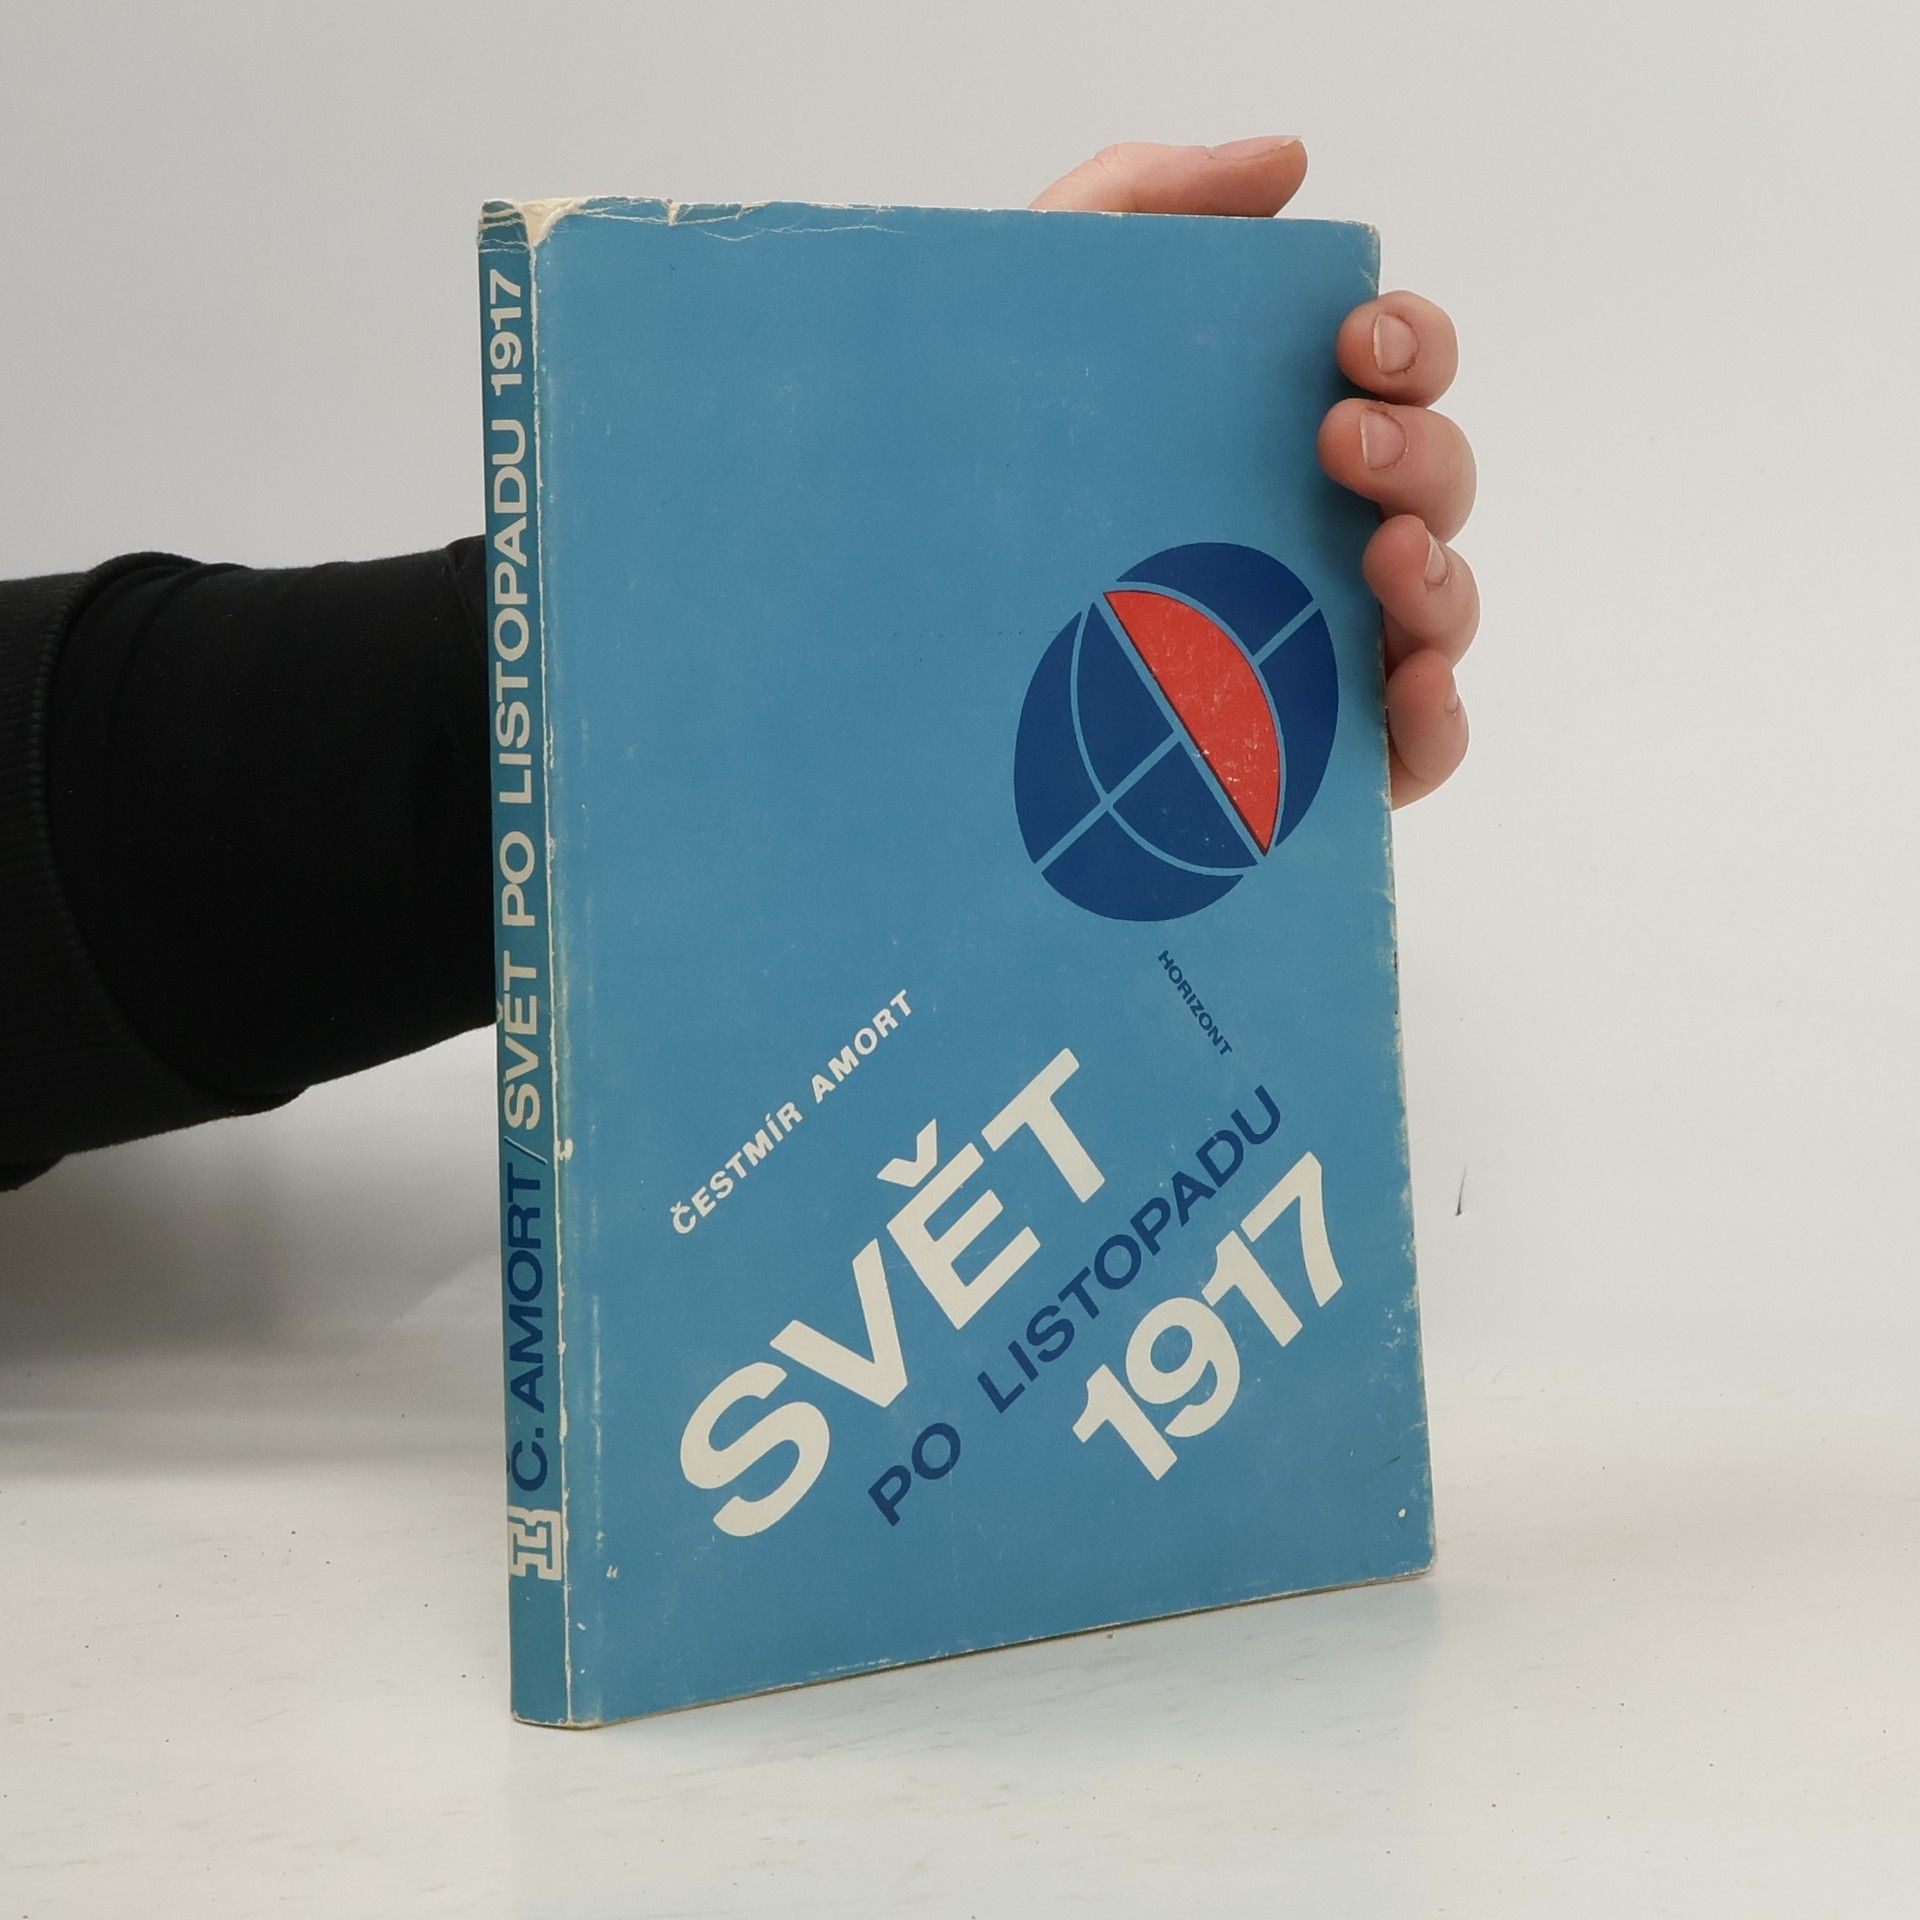 C. AMORT/SVĚT PO LISTOPADU 1917
HORIZONT
ČESTMÍR AMORT
SVĚT
PO LISTOPADU
1917